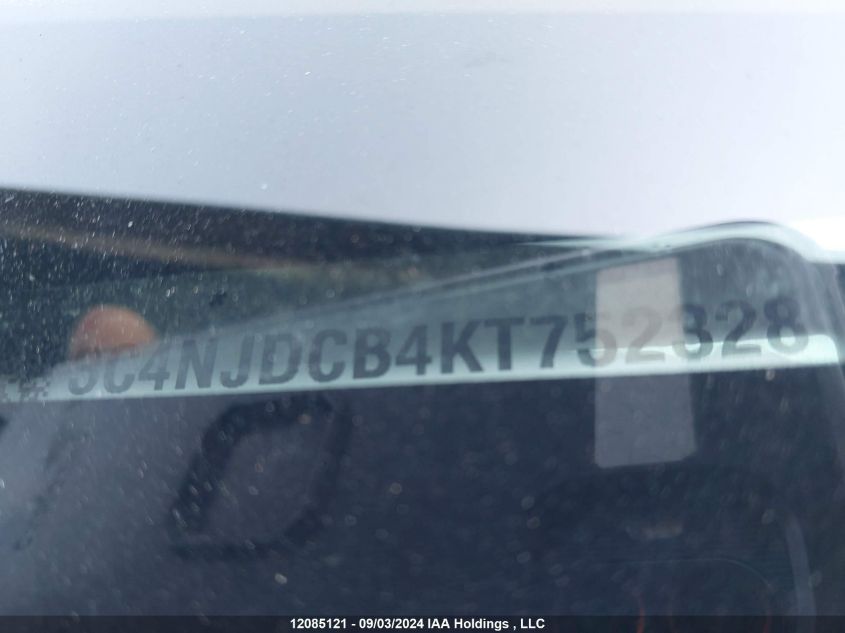 3C4NJDCB4KT752328
12085121 - 09/03/2024 IAA Holdings , LLC